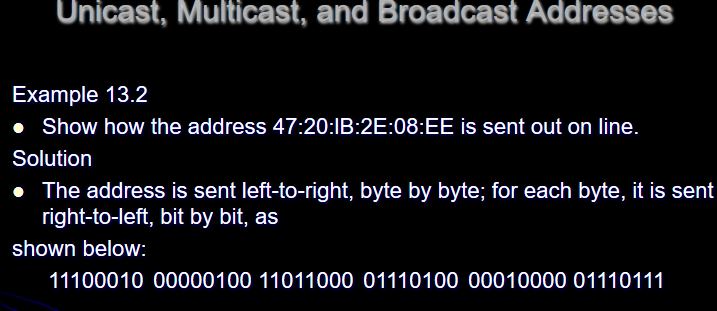 Unicast, Multicast, and Broadcast Addresses
Example 13.2
● Show how the address 47:20:IB:2E:08:EE is sent out on line.
Solution
● The address is sent left-to-right, byte by byte; for each byte, it is sent
right-to-left, bit by bit, as
shown below:
11100010 00000100 11011000 01110100 00010000 01110111